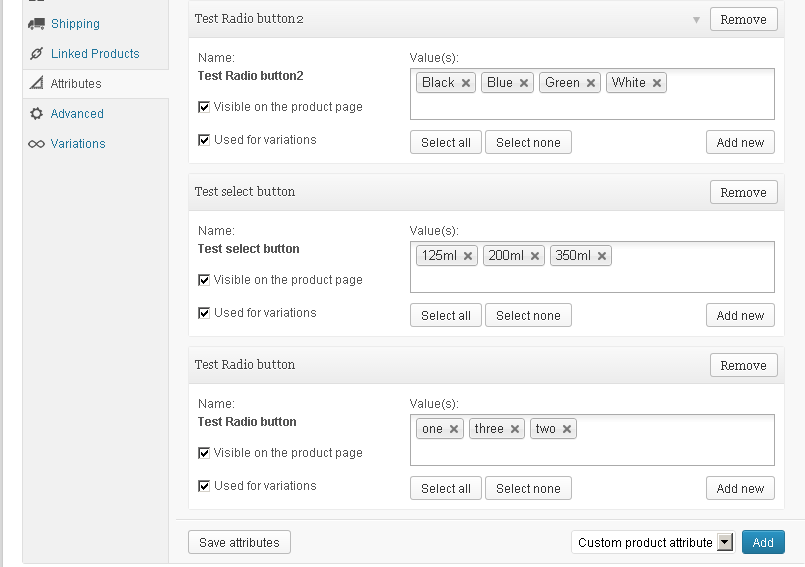 Shipping
Linked Products
Attributes
Advanced
Variations
Test Radio button2
Remove
Name:
Test Radio button2
Visible on the product page
Used for variations
Value(s):
Black Blue Green White
Select all Select none Add new
Test select button
Remove
Name:
Test select button
Visible on the product page
Used for variations
Value(s):
125ml 200ml 350ml
Select all Select none Add new
Test Radio button
Remove
Name:
Test Radio button
Visible on the product page
Used for variations
Value(s):
one three two
Select all Select none Add new
Save attributes
Custom product attribute Add